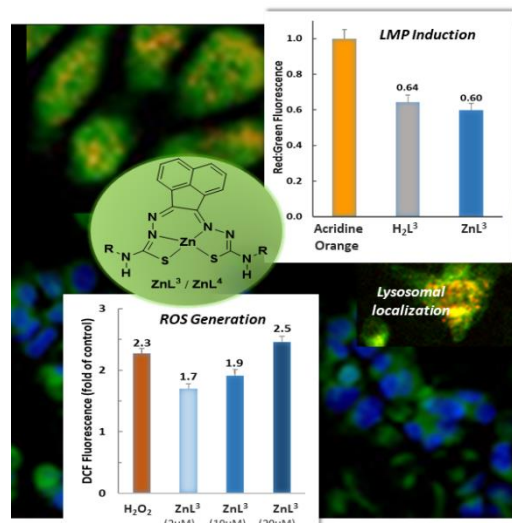 LMP Induction
Red:Green Fluorescence
1.0
0.8
0.6
0.4
0.2
0.0
0.64
0.60
Acridine Orange
H₂L³
ZnL³
N N
N N
R Zn R
N S S N
H H
ZnL³ / ZnL⁴
Lysosomal
localization
ROS Generation
DCF Fluorescence (fold of control)
3
2
1
0
2.3
1.7
1.9
2.5
H₂O₂
ZnL³
ZnL³
ZnL³